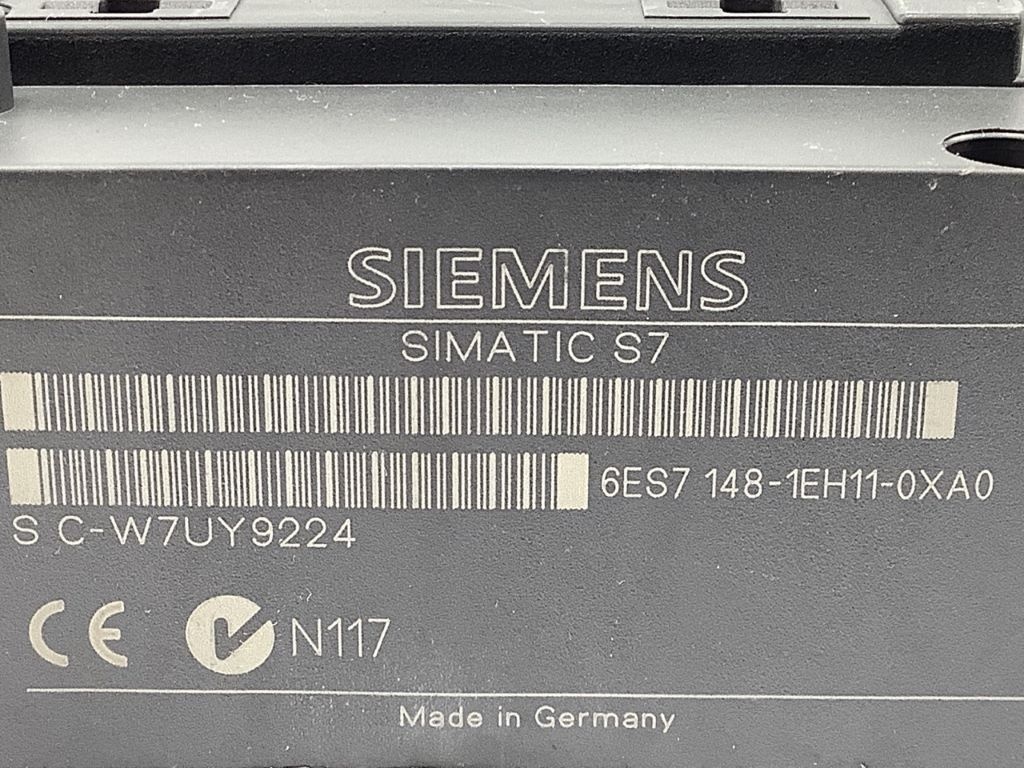 SIEMENS
SIMATIC S7
6ES7 148-1EH11-0XA0
S C-W7UY9224
CE N117
Made in Germany